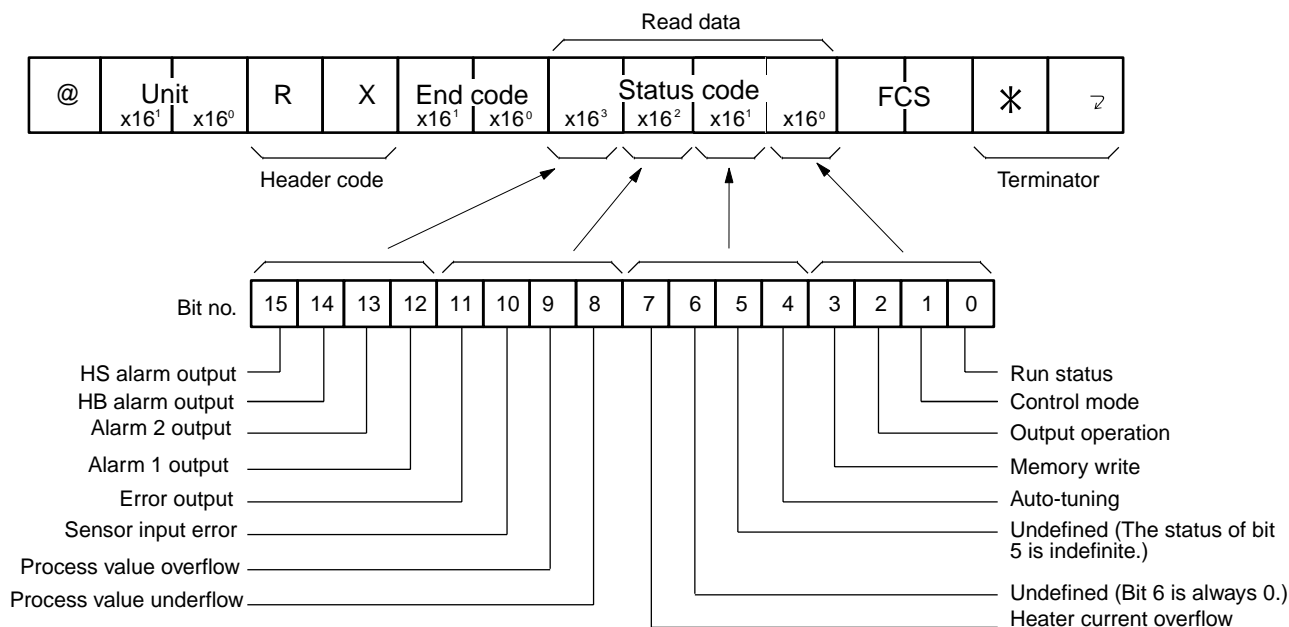 Read data
@ Unit R X End code Status code FCS * ↵
x16¹ x16⁰ x16¹ x16⁰ x16³ x16² x16¹ x16⁰
Header code Terminator
Bit no. 15 14 13 12 11 10 9 8 7 6 5 4 3 2 1 0
HS alarm output
HB alarm output
Alarm 2 output
Alarm 1 output
Error output
Sensor input error
Process value overflow
Process value underflow
Run status
Control mode
Output operation
Memory write
Auto-tuning
Undefined (The status of bit
5 is indefinite.)
Undefined (Bit 6 is always 0.)
Heater current overflow